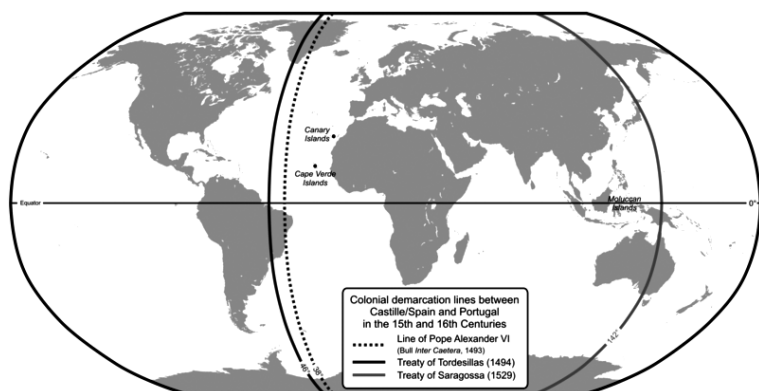 Canary
Islands
Cape Verde
Islands
Equator
Moluccan
Islands
0°
Colonial demarcation lines between
Castille/Spain and Portugal
in the 15th and 16th Centuries
Line of Pope Alexander VI
(Bull Inter Caetera, 1493)
Treaty of Tordesillas (1494)
Treaty of Saragossa (1529)
46°
38°
142°